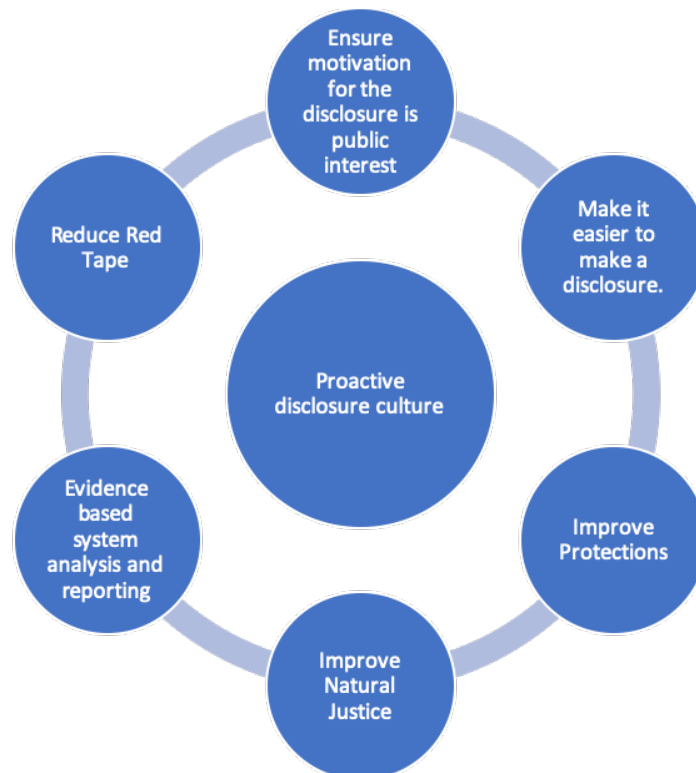 Ensure
motivation
for the
disclosure is
public
interest
Make it
easier to
make a
disclosure.
Improve
Protections
Improve
Natural
Justice
Evidence
based
system
analysis and
reporting
Reduce Red
Tape
Proactive
disclosure culture